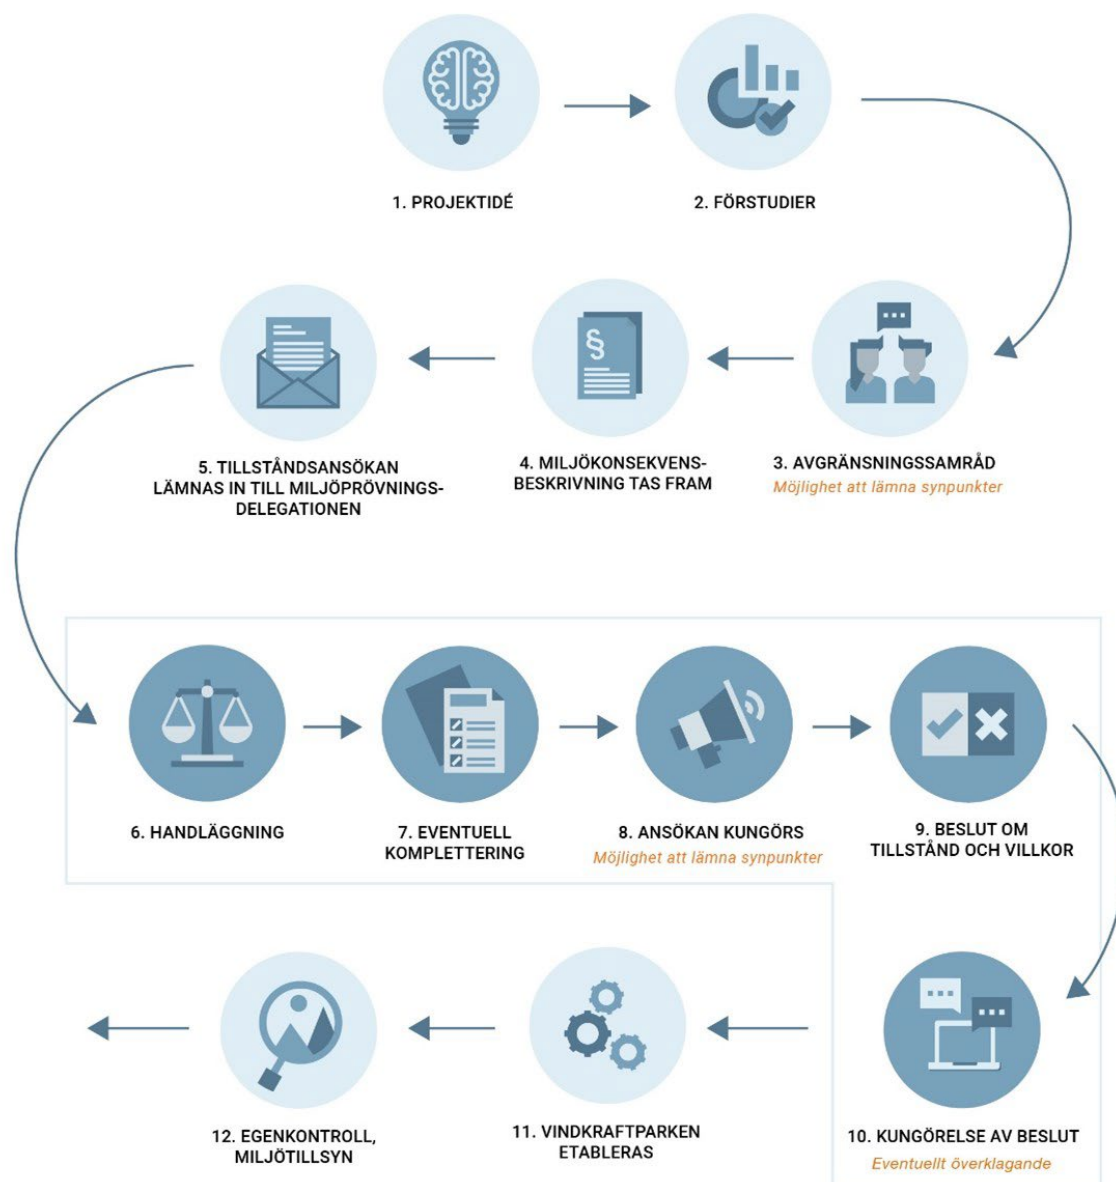 1. PROJEKTIDÉ
2. FÖRSTUDIER
3. AVGRÄNSNINGSSAMRÅD
Möjlighet att lämna synpunkter
§
4. MILJÖKONSEKVENS-
BESKRIVNING TAS FRAM
5. TILLSTÅNDSANSÖKAN
LÄMNAS IN TILL MILJÖPRÖVNINGS-
DELEGATIONEN
6. HANDLÄGGNING
7. EVENTUELL
KOMPLETTERING
8. ANSÖKAN KUNGÖRS
Möjlighet att lämna synpunkter
9. BESLUT OM
TILLSTÅND OCH VILLKOR
10. KUNGÖRELSE AV BESLUT
Eventuellt överklagande
11. VINDKRAFTPARKEN
ETABLERAS
12. EGENKONTROLL,
MILJÖTILLSYN